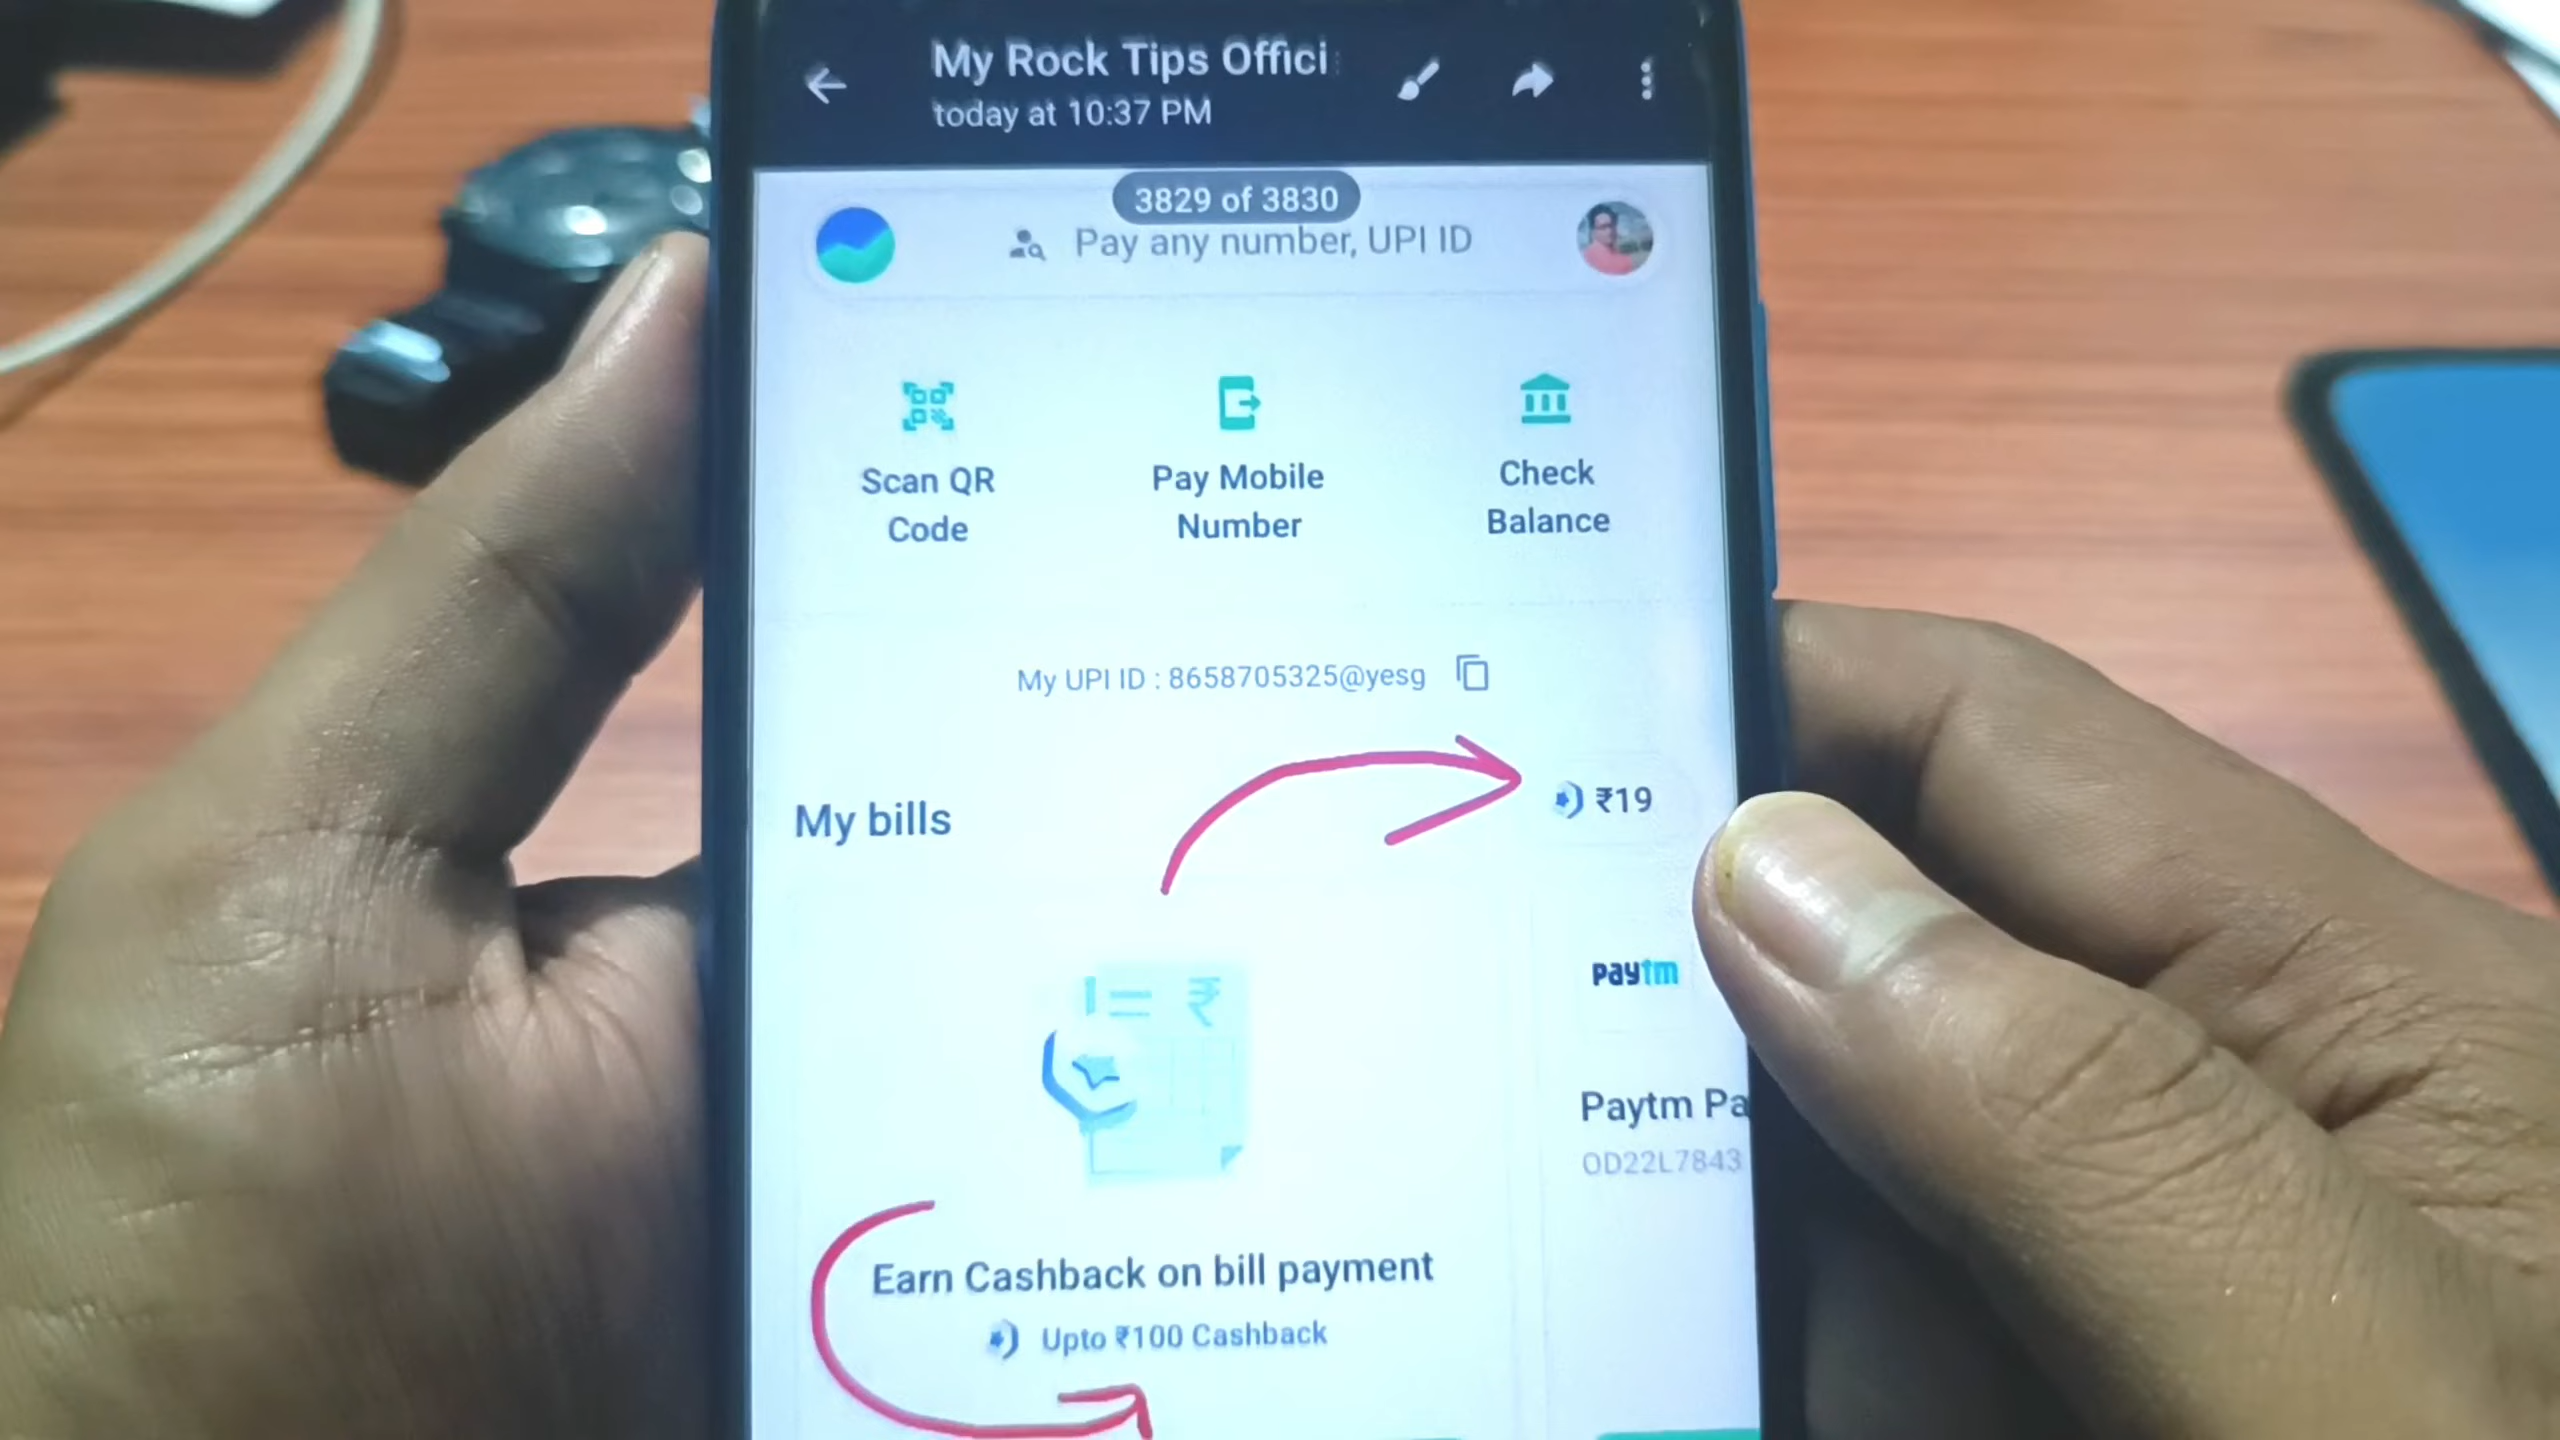 My Rock Tips Offici
today at 10:37 PM
3829 of 3830
Pay any number, UPI ID
Scan QR Code
Pay Mobile Number
Check Balance
My UPI ID : 8658705325@yesg
My bills
₹19
paytm
Paytm Pa
OD22L7843
Earn Cashback on bill payment
Upto ₹100 Cashback